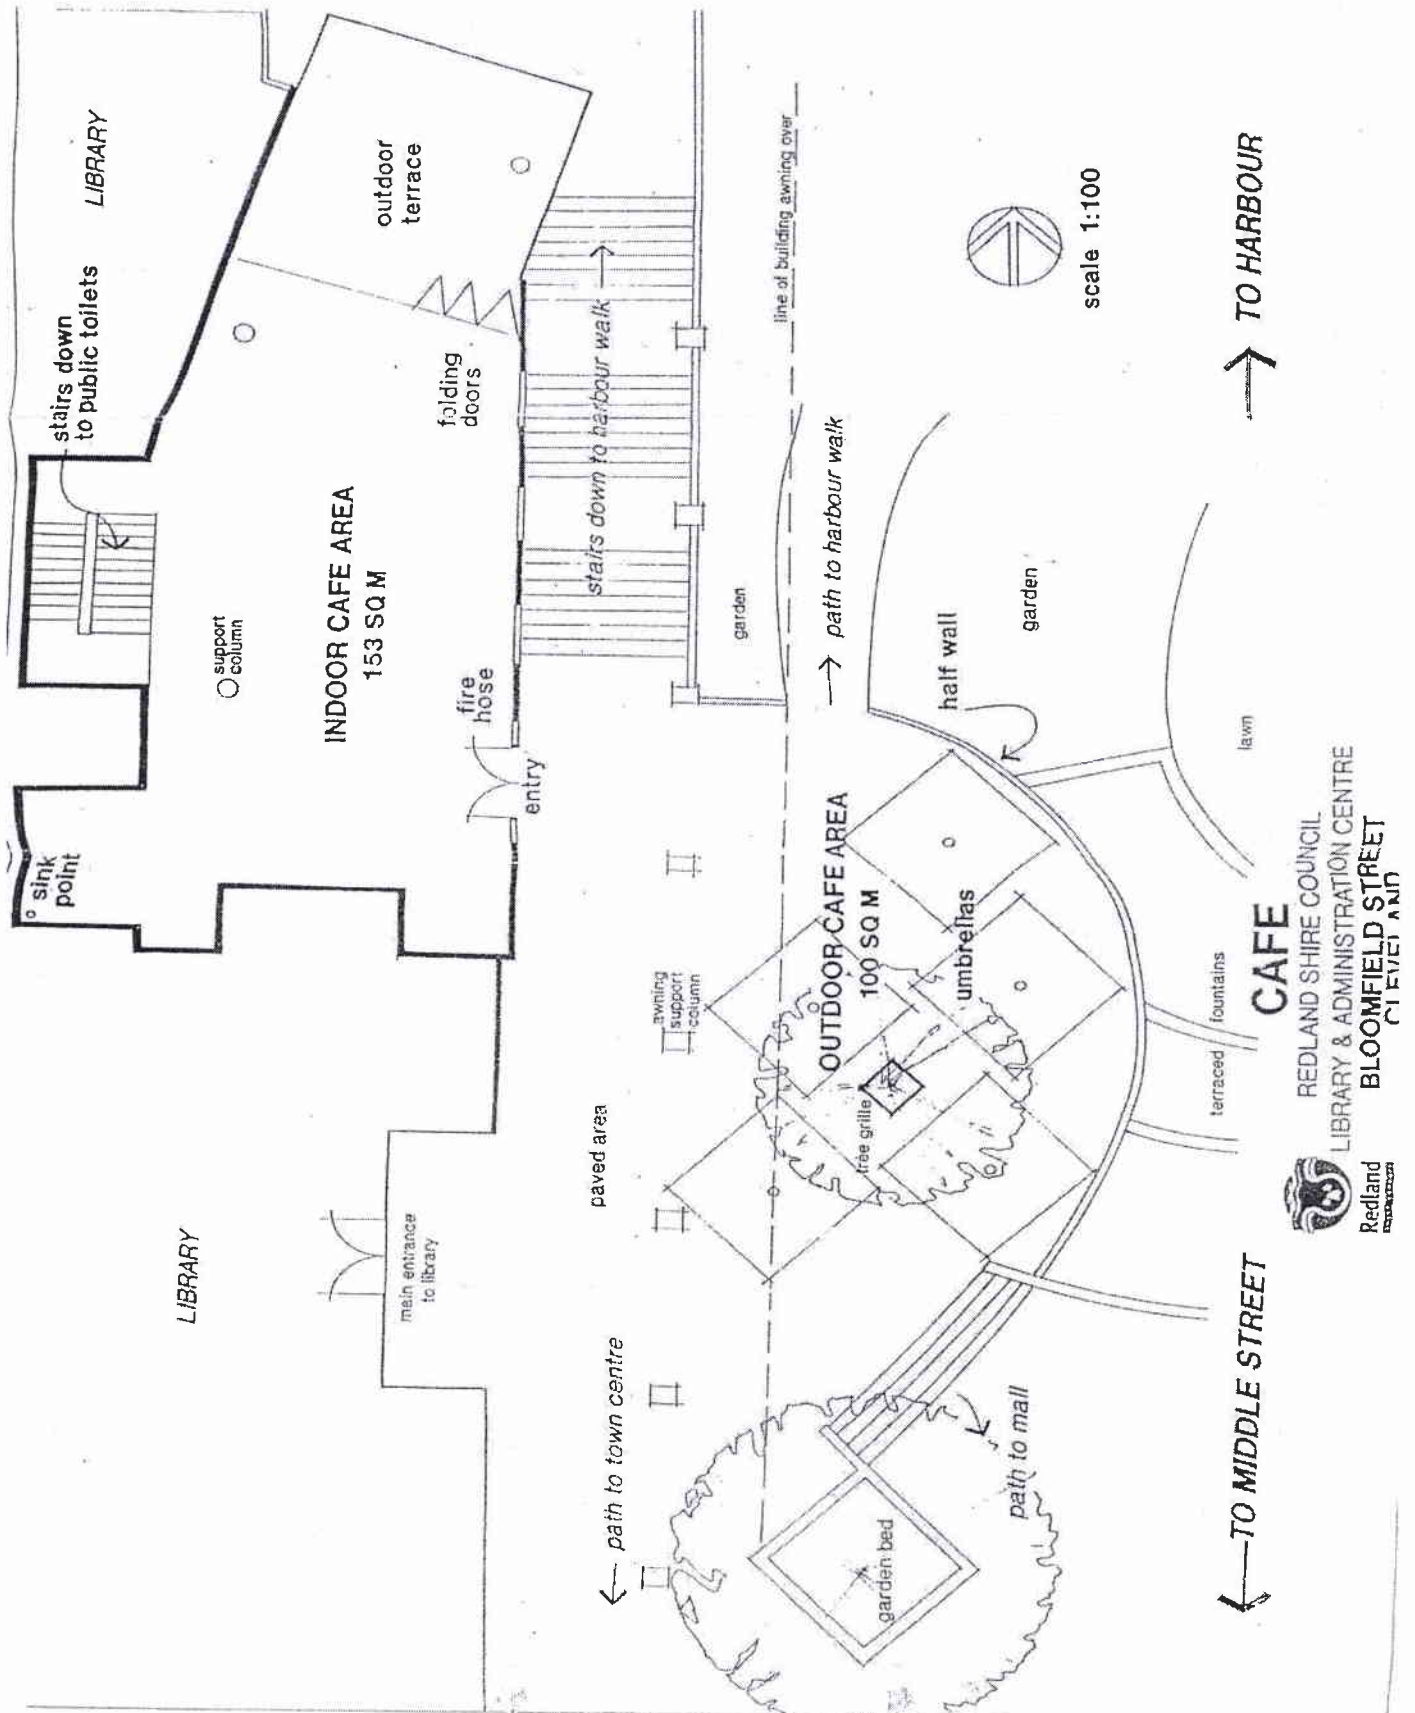 LIBRARY
stairs down
to public toilets
sink
point
support
column
outdoor
terrace
INDOOR CAFE AREA
153 SQ M
folding
doors
fire
hose
entry
stairs down to harbour walk
LIBRARY
main entrance
to library
paved area
awning
support
column
garden
line of building awning over
path to town centre
path to harbour walk
OUTDOOR CAFE AREA
100 SQ M
umbrellas
tree grille
half wall
garden
garden bed
path to mall
scale 1:100
lawn
terraced
fountains
TO MIDDLE STREET
TO HARBOUR
CAFE
REDLAND SHIRE COUNCIL
LIBRARY & ADMINISTRATION CENTRE
BLOOMFIELD STREET
CLEVELAND
Redland